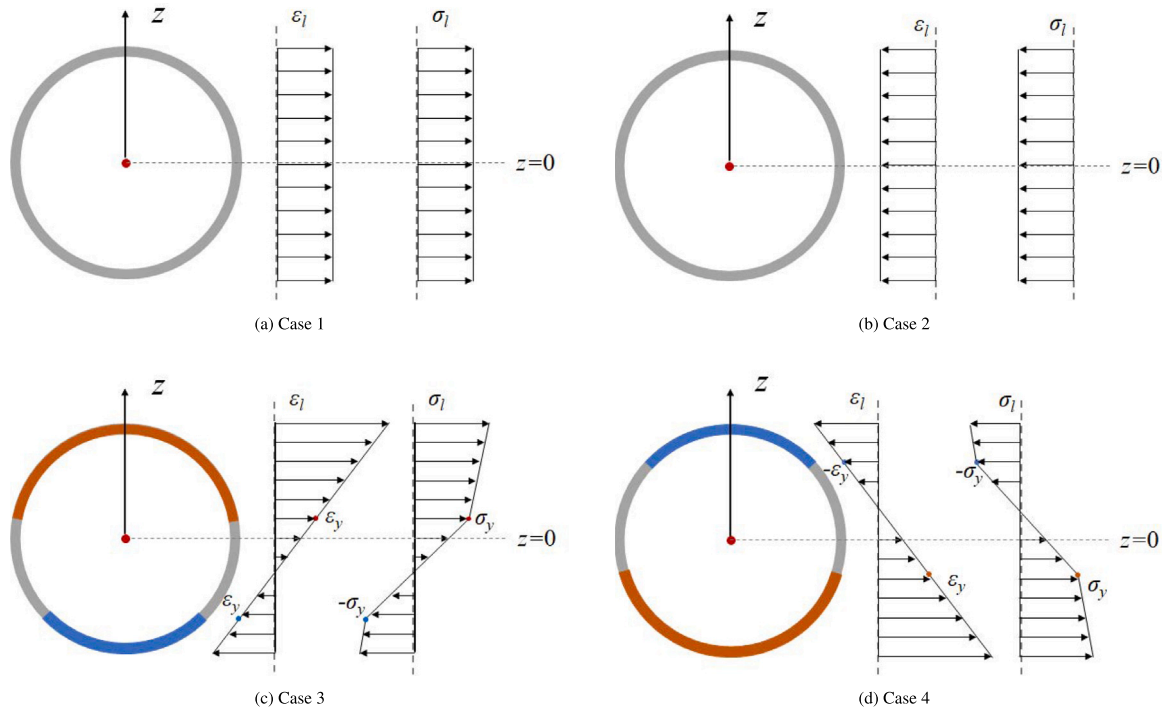 z ε_l σ_l
z=0
(a) Case 1
z ε_l σ_l
z=0
(b) Case 2
z ε_l σ_l
ε_y σ_y
z=0
ε_y -σ_y
(c) Case 3
z ε_l σ_l
-ε_y -σ_y
z=0
ε_y σ_y
(d) Case 4